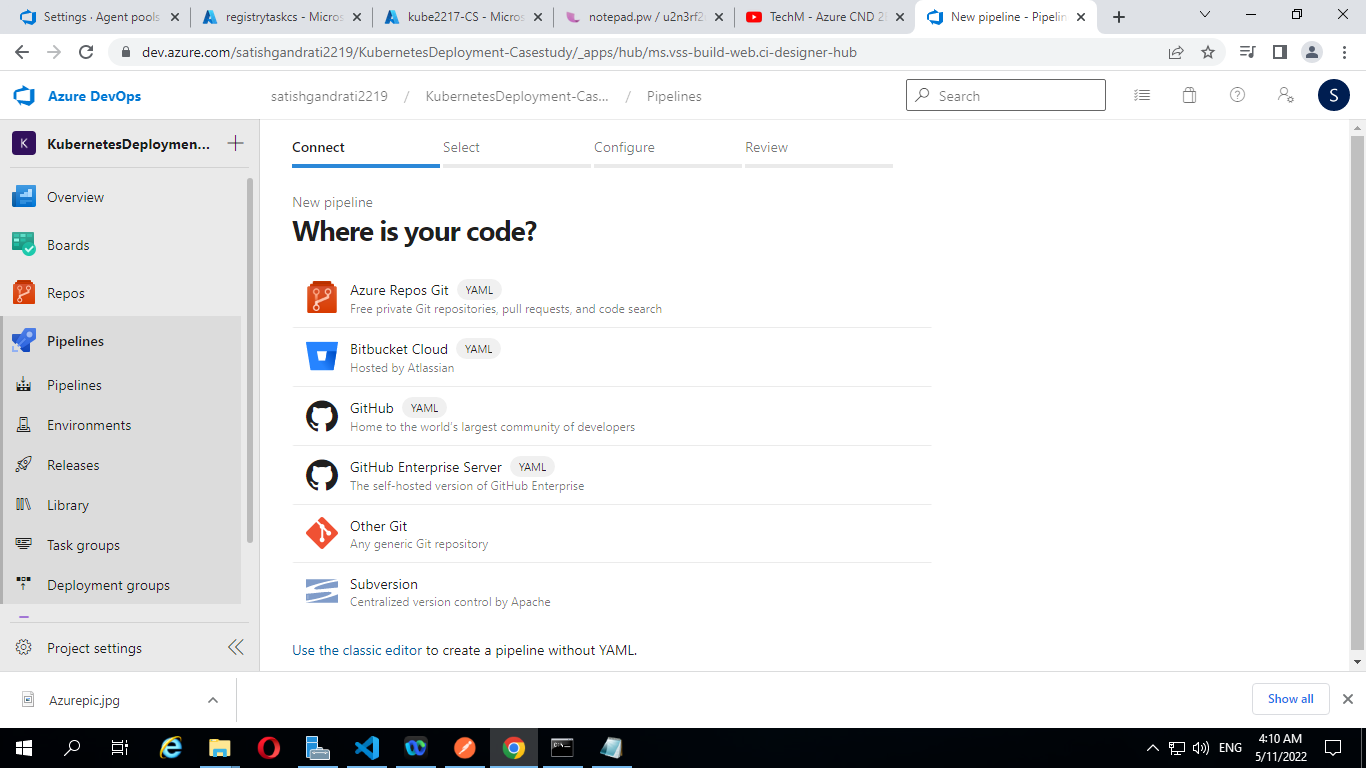 Settings - Agent pools
registrytaskcs - Micros
kube2217-CS - Micros
notepad.pw / u2n3rf2
TechM - Azure CND 2
New pipeline - Pipelin
dev.azure.com/satishgandrati2219/KubernetesDeployment-Casestudy/_apps/hub/ms.vss-build-web.ci-designer-hub
Azure DevOps
satishgandrati2219 / KubernetesDeployment-Cas... / Pipelines
Search
S
K KubernetesDeploymen...
Overview
Boards
Repos
Pipelines
Pipelines
Environments
Releases
Library
Task groups
Deployment groups
Project settings
Connect
Select
Configure
Review
New pipeline
Where is your code?
Azure Repos Git YAML
Free private Git repositories, pull requests, and code search
Bitbucket Cloud YAML
Hosted by Atlassian
GitHub YAML
Home to the world's largest community of developers
GitHub Enterprise Server YAML
The self-hosted version of GitHub Enterprise
Other Git
Any generic Git repository
Subversion
Centralized version control by Apache
Use the classic editor to create a pipeline without YAML.
Azurepic.jpg
Show all
ENG
4:10 AM
5/11/2022